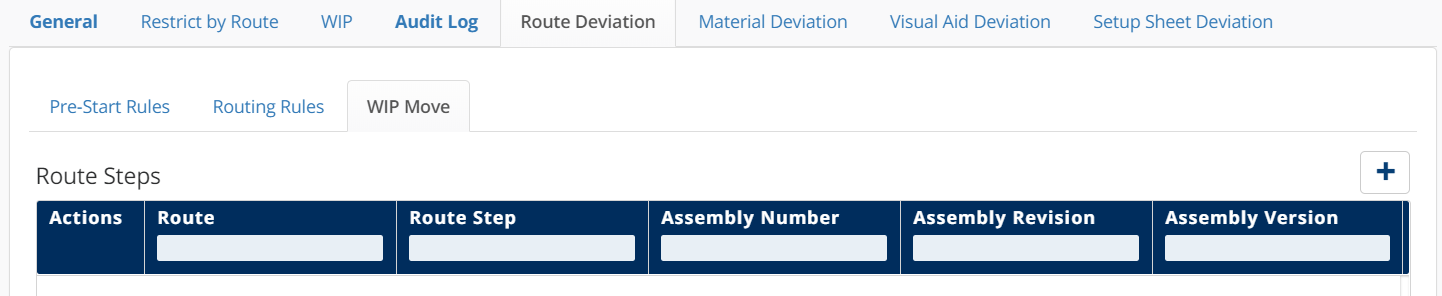 General Restrict by Route WIP Audit Log Route Deviation Material Deviation Visual Aid Deviation Setup Sheet Deviation
Pre-Start Rules Routing Rules WIP Move
Route Steps
Actions Route Route Step Assembly Number Assembly Revision Assembly Version